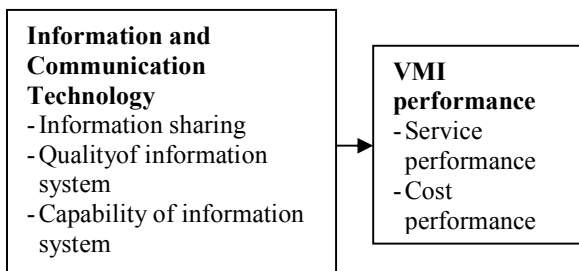 Information and
Communication
Technology
- Information sharing
- Qualityof information
system
- Capability of information
system
VMI
performance
- Service
performance
- Cost
performance